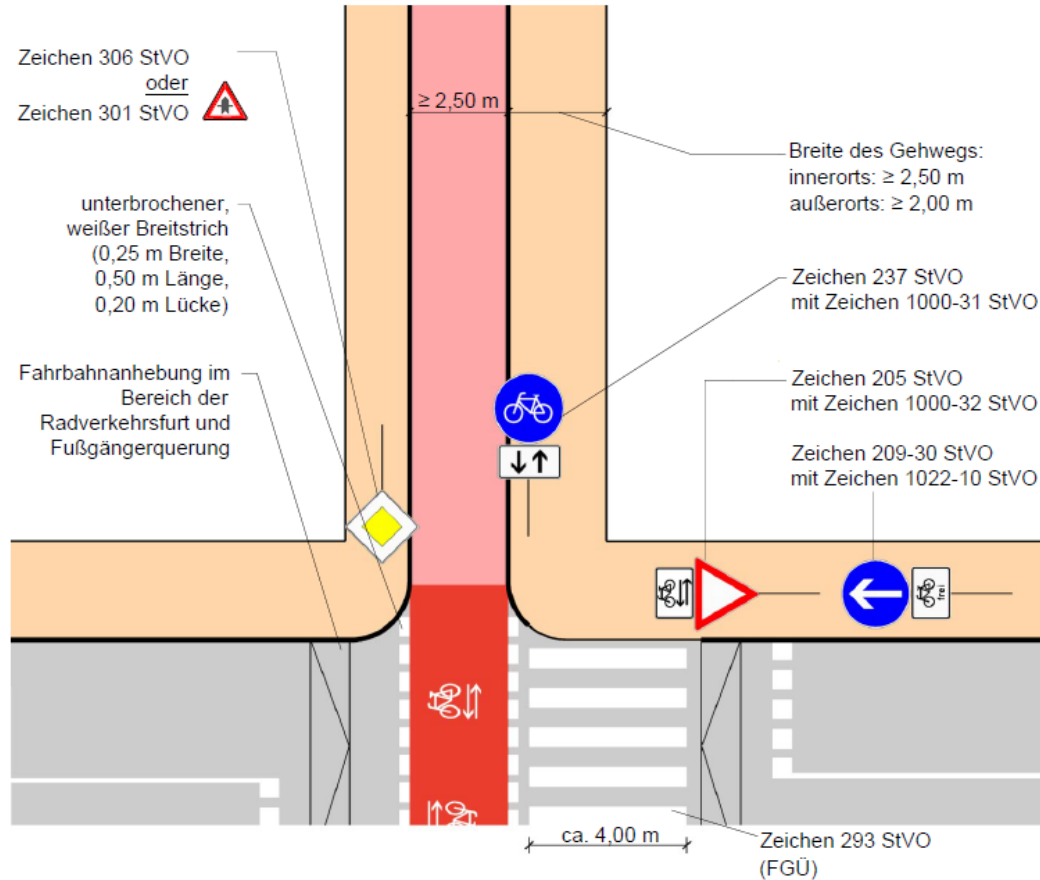 Zeichen 306 StVO
oder
Zeichen 301 StVO
≥ 2,50 m
Breite des Gehwegs:
innerorts: ≥ 2,50 m
außerorts: ≥ 2,00 m
unterbrochener,
weißer Breitstrich
(0,25 m Breite,
0,50 m Länge,
0,20 m Lücke)
Zeichen 237 StVO
mit Zeichen 1000-31 StVO
Fahrbahnanhebung im
Bereich der
Radverkehrsfurt und
Fußgängerquerung
Zeichen 205 StVO
mit Zeichen 1000-32 StVO
Zeichen 209-30 StVO
mit Zeichen 1022-10 StVO
frei
ca. 4,00 m
Zeichen 293 StVO
(FGÜ)